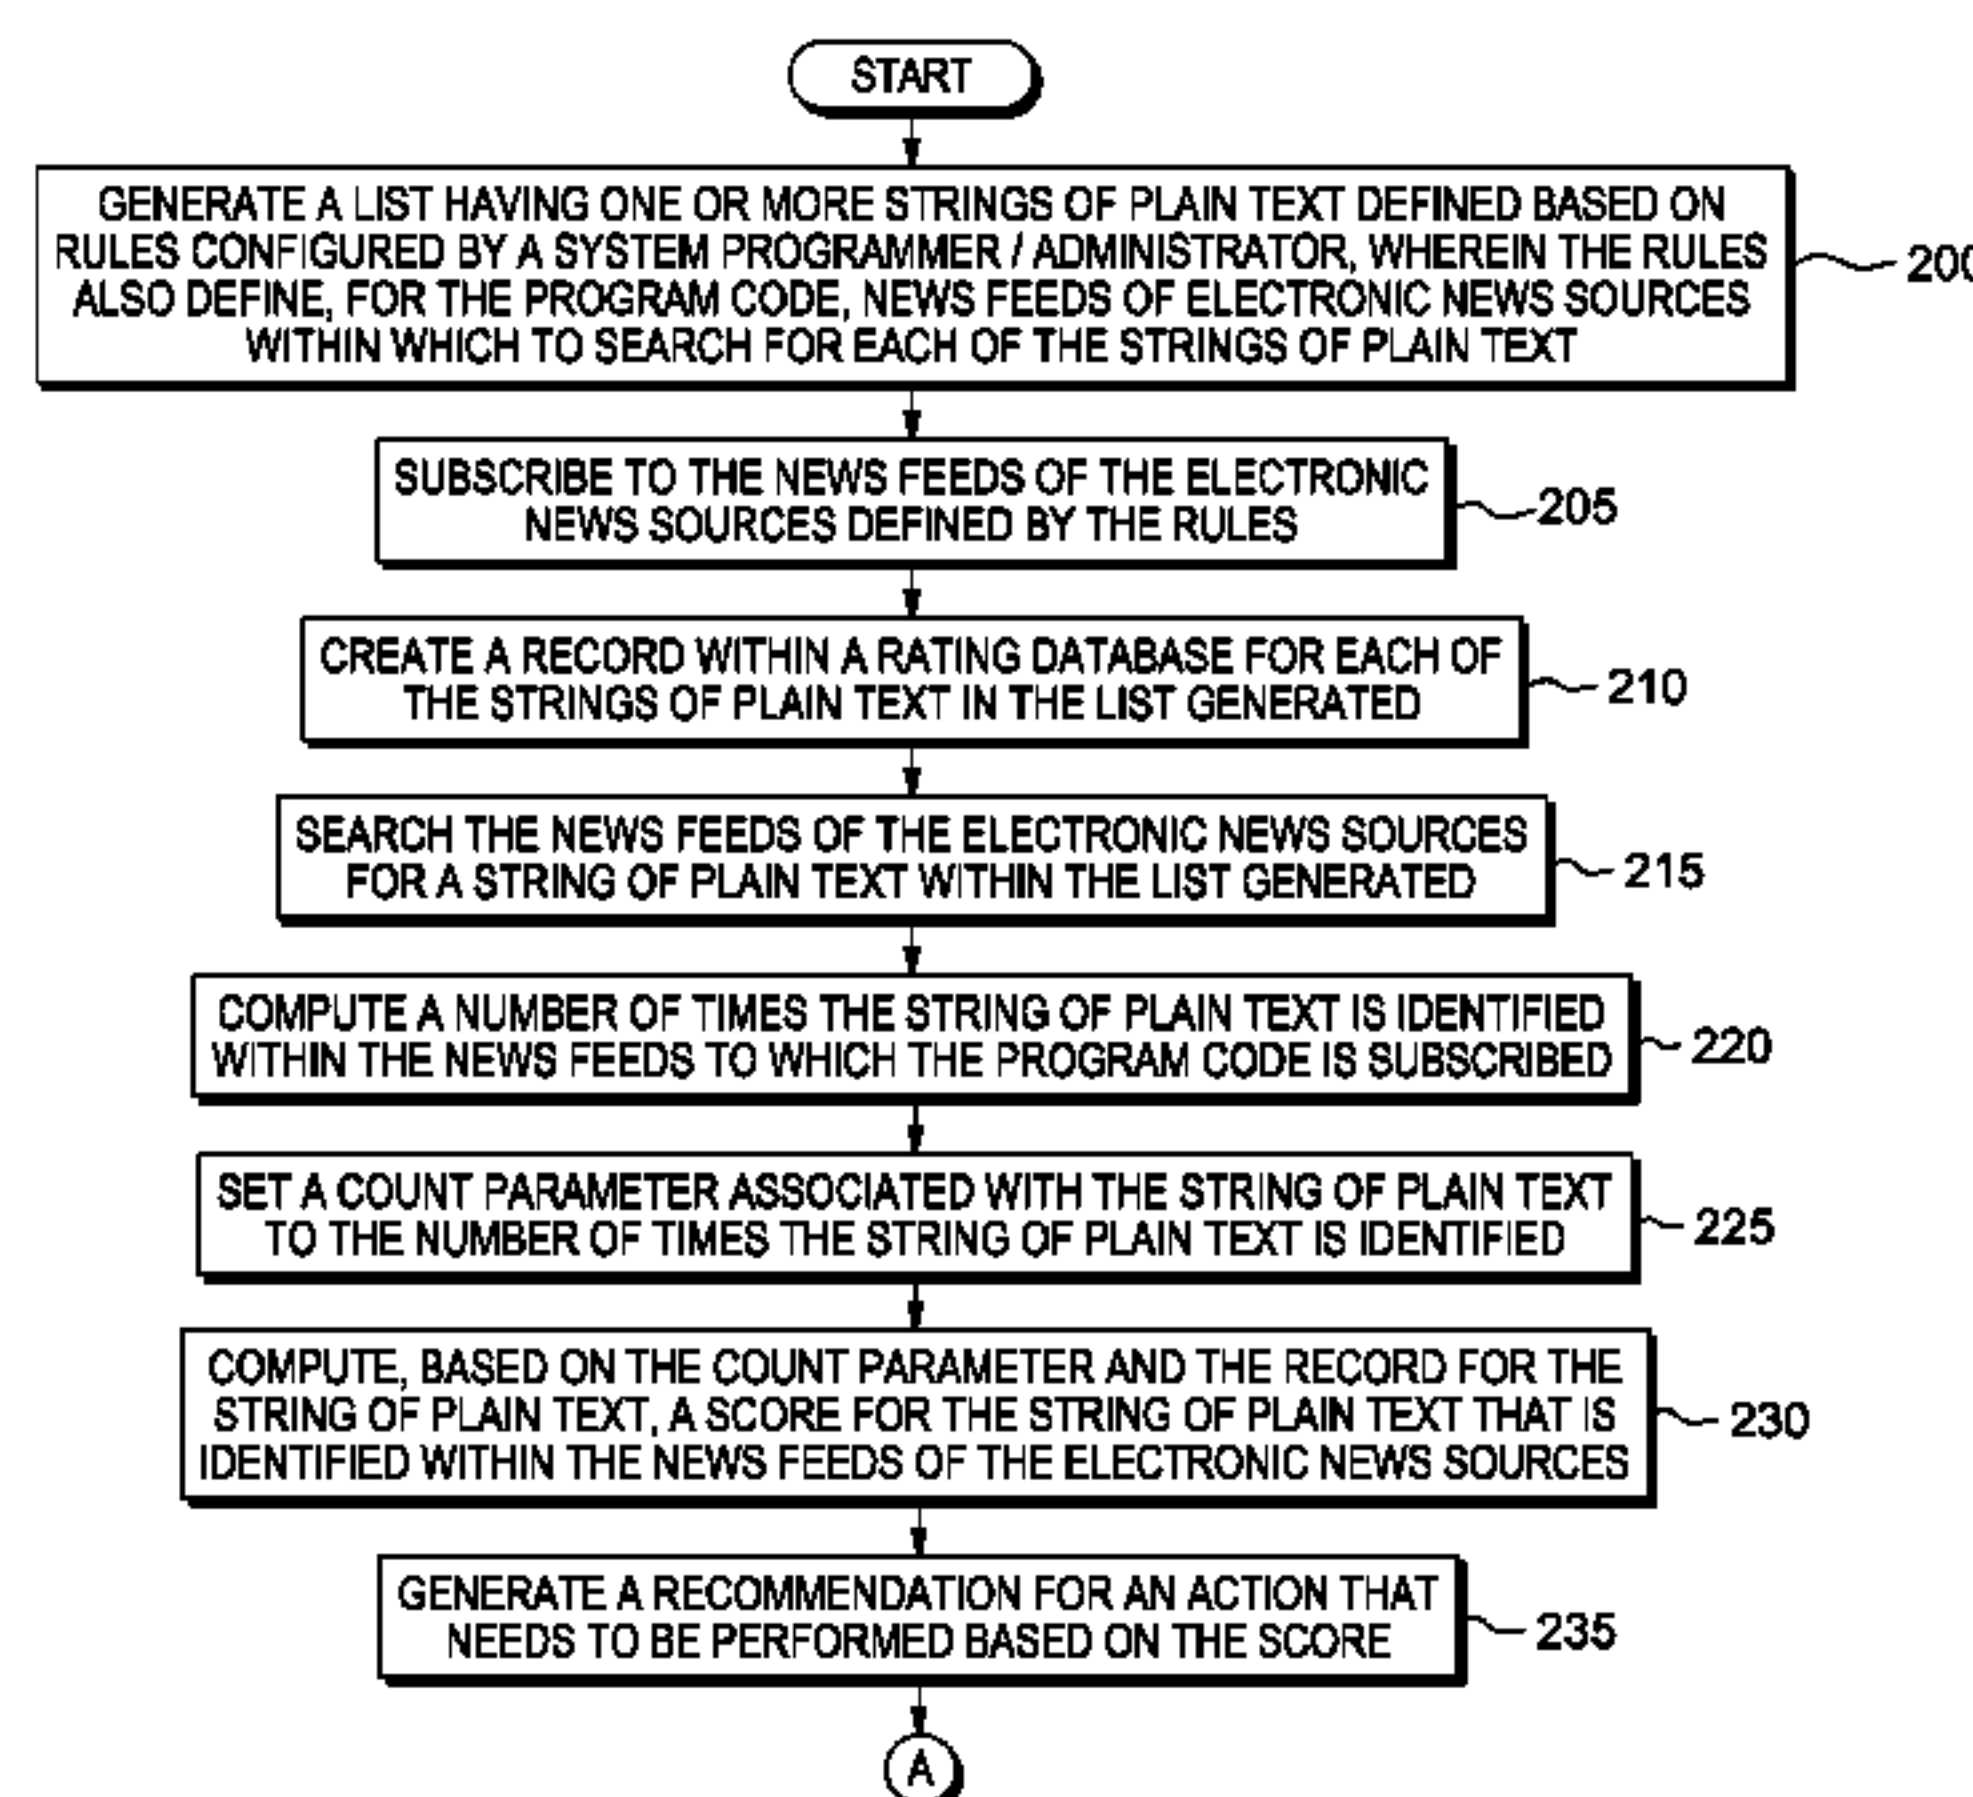 START
GENERATE A LIST HAVING ONE OR MORE STRINGS OF PLAIN TEXT DEFINED BASED ON
RULES CONFIGURED BY A SYSTEM PROGRAMMER / ADMINISTRATOR, WHEREIN THE RULES
ALSO DEFINE, FOR THE PROGRAM CODE, NEWS FEEDS OF ELECTRONIC NEWS SOURCES
WITHIN WHICH TO SEARCH FOR EACH OF THE STRINGS OF PLAIN TEXT
200
SUBSCRIBE TO THE NEWS FEEDS OF THE ELECTRONIC
NEWS SOURCES DEFINED BY THE RULES
205
CREATE A RECORD WITHIN A RATING DATABASE FOR EACH OF
THE STRINGS OF PLAIN TEXT IN THE LIST GENERATED
210
SEARCH THE NEWS FEEDS OF THE ELECTRONIC NEWS SOURCES
FOR A STRING OF PLAIN TEXT WITHIN THE LIST GENERATED
215
COMPUTE A NUMBER OF TIMES THE STRING OF PLAIN TEXT IS IDENTIFIED
WITHIN THE NEWS FEEDS TO WHICH THE PROGRAM CODE IS SUBSCRIBED
220
SET A COUNT PARAMETER ASSOCIATED WITH THE STRING OF PLAIN TEXT
TO THE NUMBER OF TIMES THE STRING OF PLAIN TEXT IS IDENTIFIED
225
COMPUTE, BASED ON THE COUNT PARAMETER AND THE RECORD FOR THE
STRING OF PLAIN TEXT, A SCORE FOR THE STRING OF PLAIN TEXT THAT IS
IDENTIFIED WITHIN THE NEWS FEEDS OF THE ELECTRONIC NEWS SOURCES
230
GENERATE A RECOMMENDATION FOR AN ACTION THAT
NEEDS TO BE PERFORMED BASED ON THE SCORE
235
A